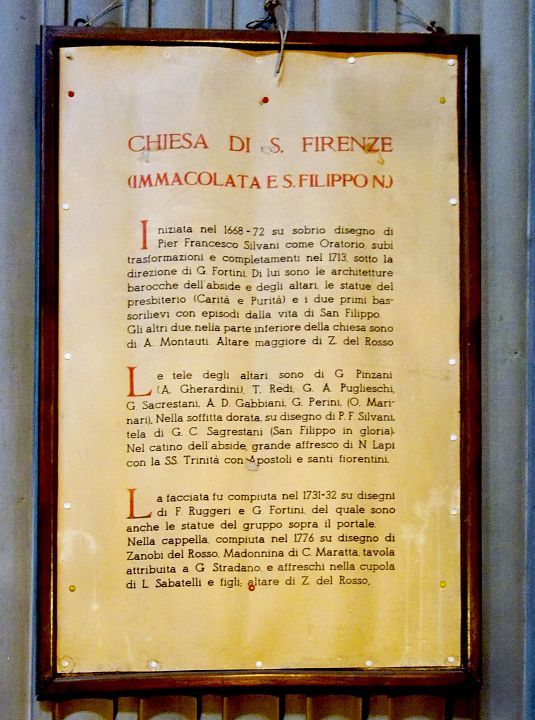 CHIESA DI S. FIRENZE
(IMMACOLATA E S. FILIPPO N.)
Iniziata nel 1668-72 su sobrio disegno di
Pier Francesco Silvani come Oratorio, subì
trasformazioni e completamenti nel 1713, sotto la
direzione di G. Fortini. Di lui sono le architetture
barocche dell'abside e degli altari, le statue del
presbiterio (Carità e Purità) e i due primi bas-
sorilievi con episodi dalla vita di San Filippo.
Gli altri due, nella parte inferiore della chiesa sono
di A. Montauti. Altare maggiore di Z. del Rosso
Le tele degli altari sono di G. Pinzani
(A. Gherardini), T. Redi, G. A. Puglieschi,
G. Sacrestani, A. D. Gabbiani, G. Perini, (O. Mari-
nari). Nella soffitta dorata, su disegno di P. F. Silvani,
tela di G. C. Sagrestani (San Filippo in gloria).
Nel catino dell'abside, grande affresco di N. Lapi
con la SS. Trinità con Apostoli e santi fiorentini.
La facciata fu compiuta nel 1731-32 su disegni
di F. Ruggeri e G. Fortini, del quale sono
anche le statue del gruppo sopra il portale.
Nella cappella, compiuta nel 1776 su disegno di
Zanobi del Rosso, Madonnina di C. Maratta, tavola
attribuita a G. Stradano, e affreschi nella cupola
di L. Sabatelli e figli; altare di Z. del Rosso.